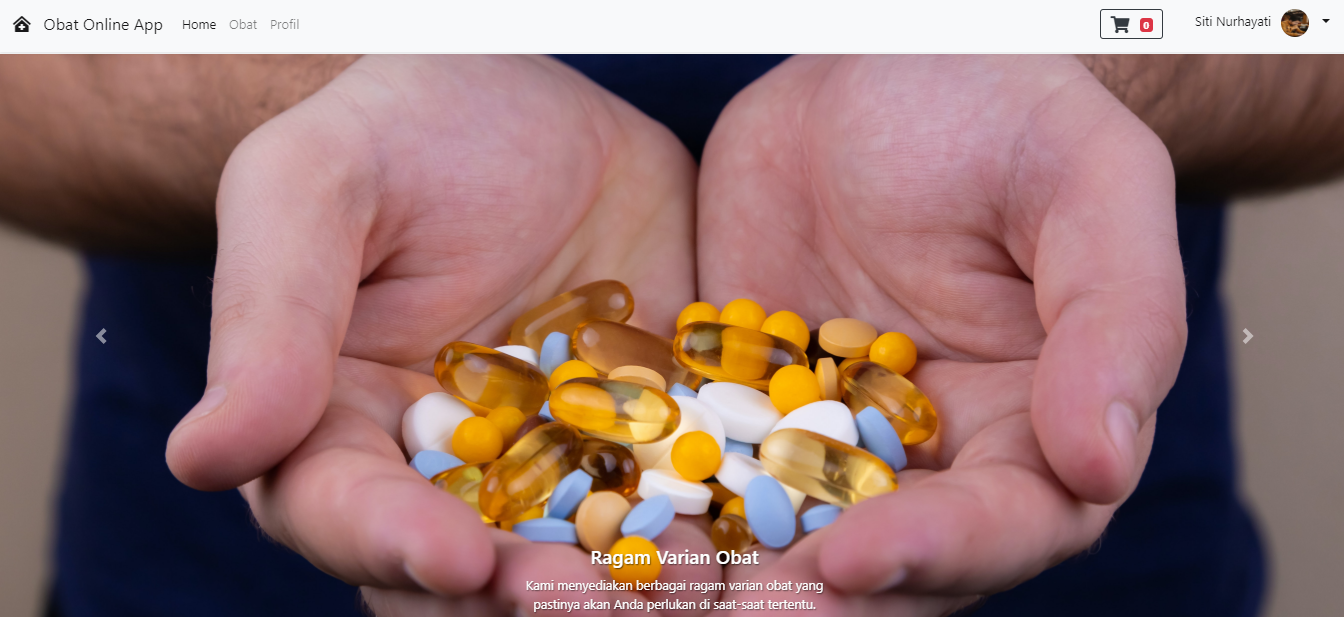 Obat Online App Home Obat Profil 0 Siti Nurhayati
Ragam Varian Obat
Kami menyediakan berbagai ragam varian obat yang
pastinya akan Anda perlukan di saat-saat tertentu.